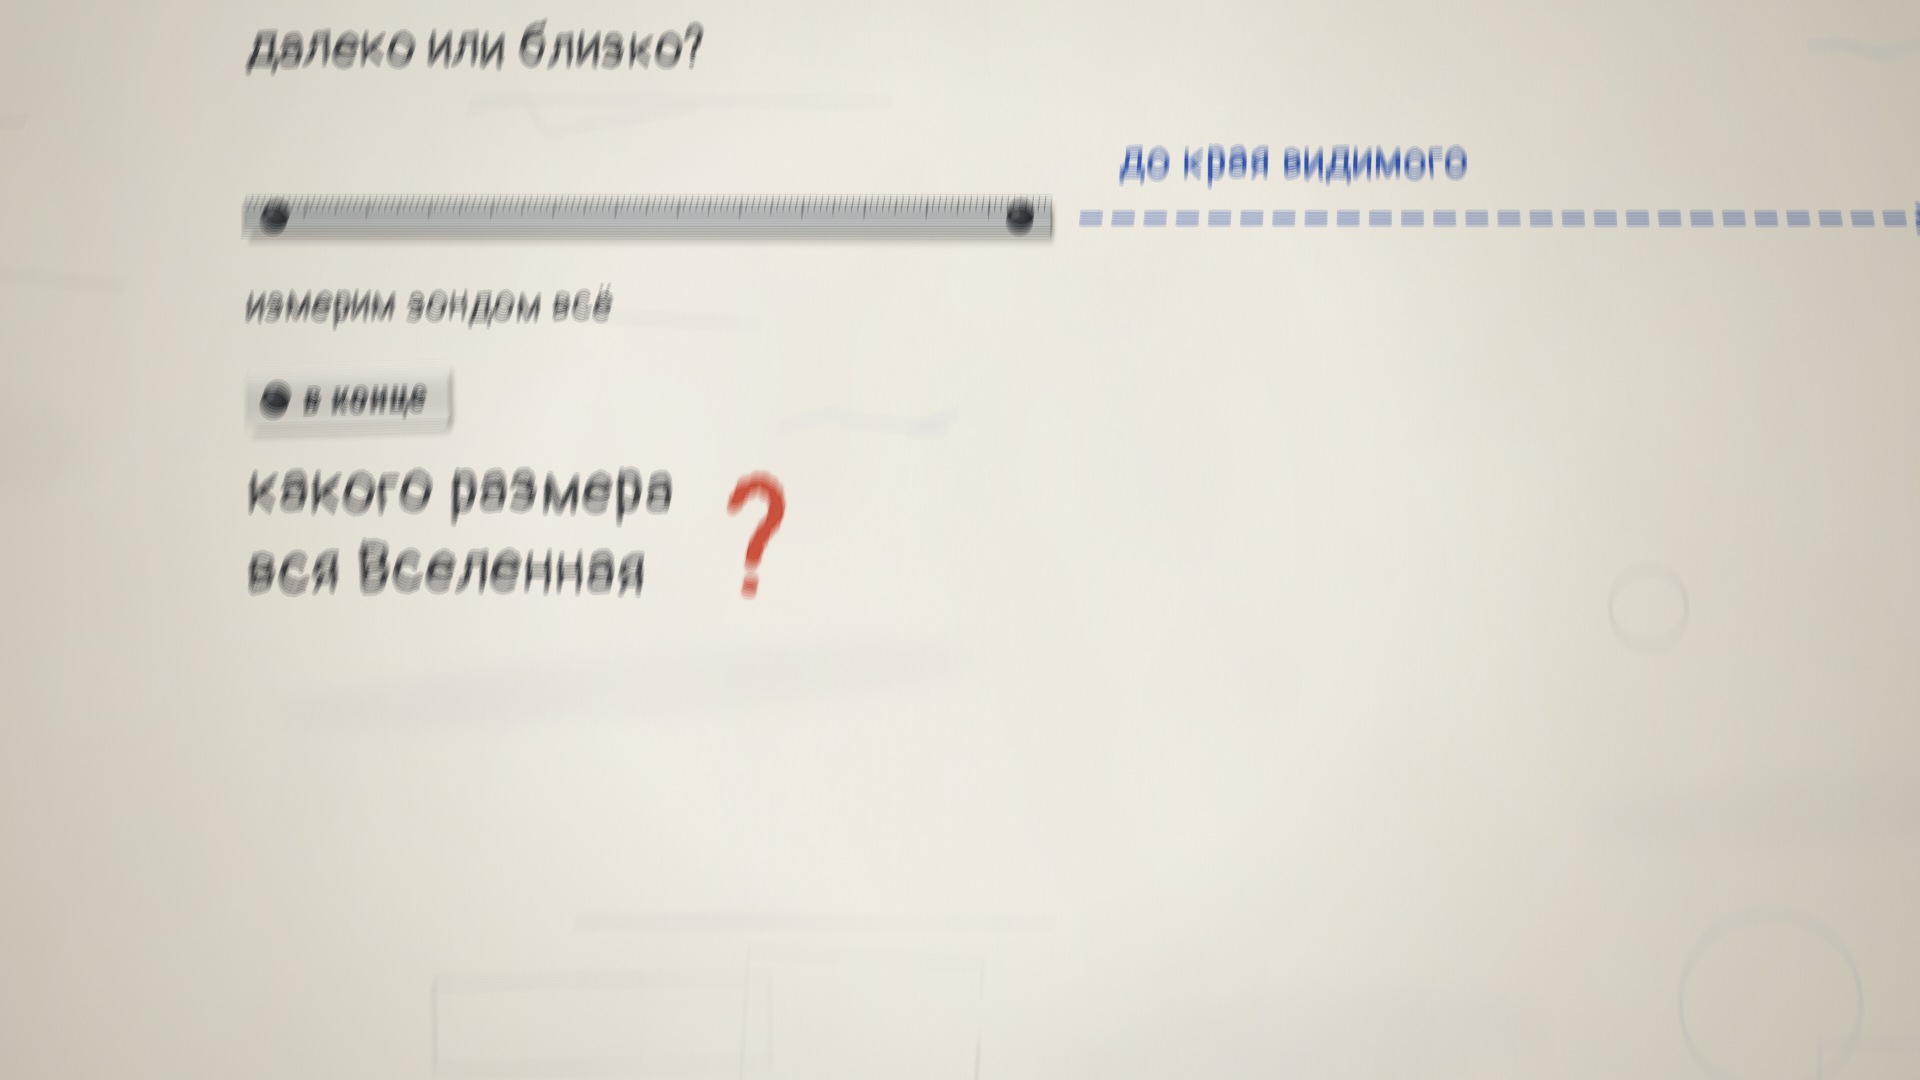 далеко или близко?
до края видимого
измерим зондом всё
в конце
какого размера
вся Вселенная
?